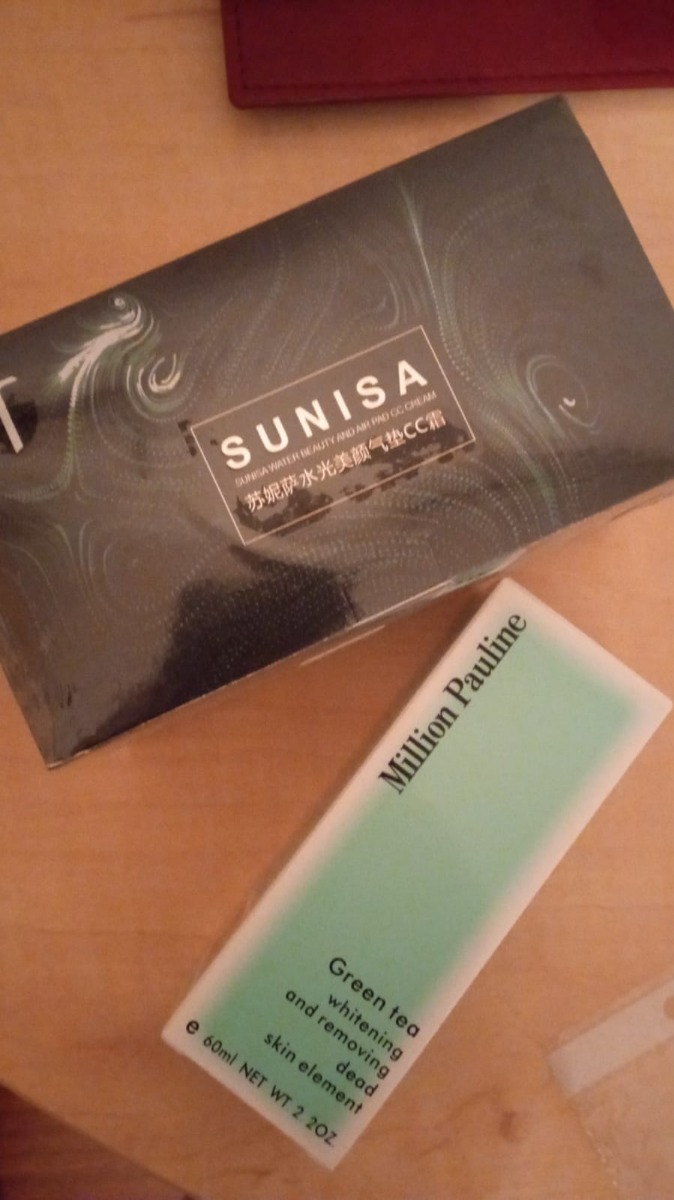 SUNISA
SUNISA WATER BEAUTY AND AIR PAD CC CREAM
苏妮萨水光美颜气垫CC霜
Million Pauline
Green tea
whitening
and removing
dead
skin element
e 60ml NET WT 2.2OZ